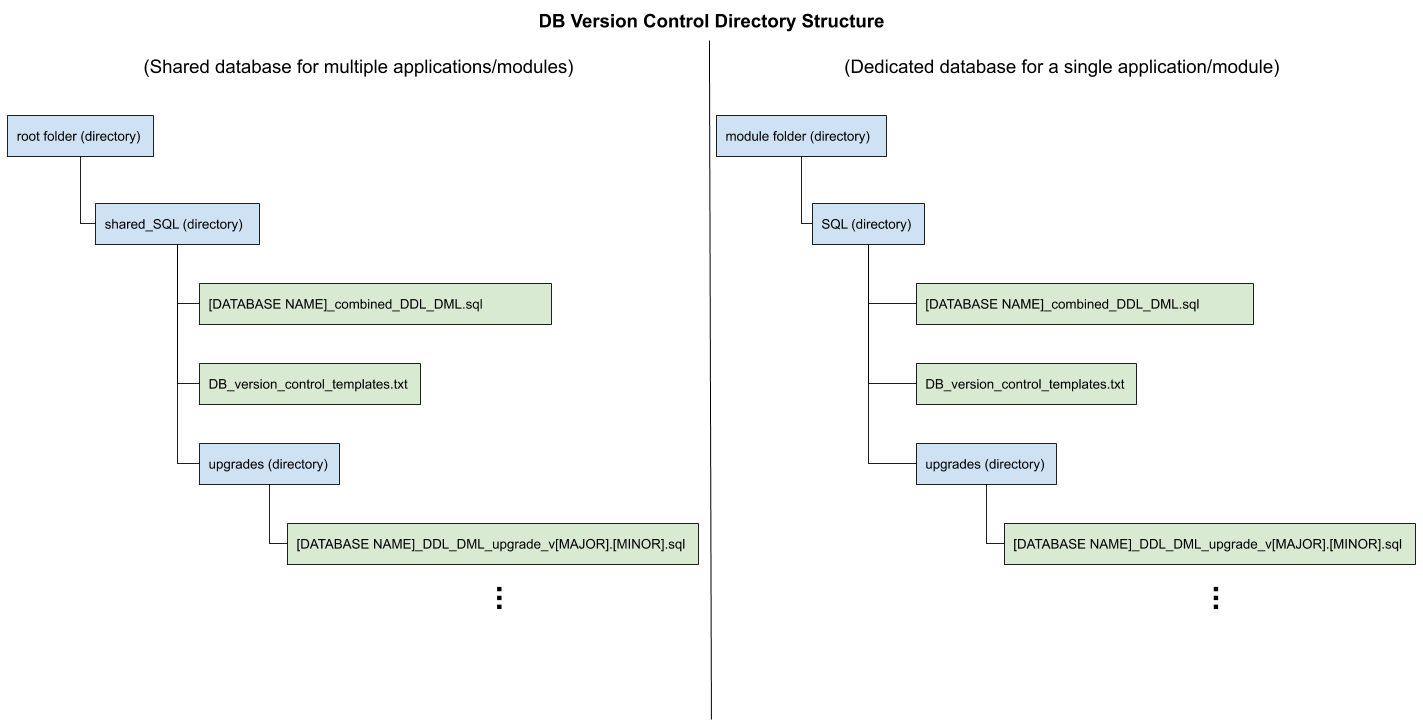 DB Version Control Directory Structure
(Shared database for multiple applications/modules)
root folder (directory)
shared_SQL (directory)
[DATABASE NAME]_combined_DDL_DML.sql
DB_version_control_templates.txt
upgrades (directory)
[DATABASE NAME]_DDL_DML_upgrade_v[MAJOR].[MINOR].sql
(Dedicated database for a single application/module)
module folder (directory)
SQL (directory)
[DATABASE NAME]_combined_DDL_DML.sql
DB_version_control_templates.txt
upgrades (directory)
[DATABASE NAME]_DDL_DML_upgrade_v[MAJOR].[MINOR].sql